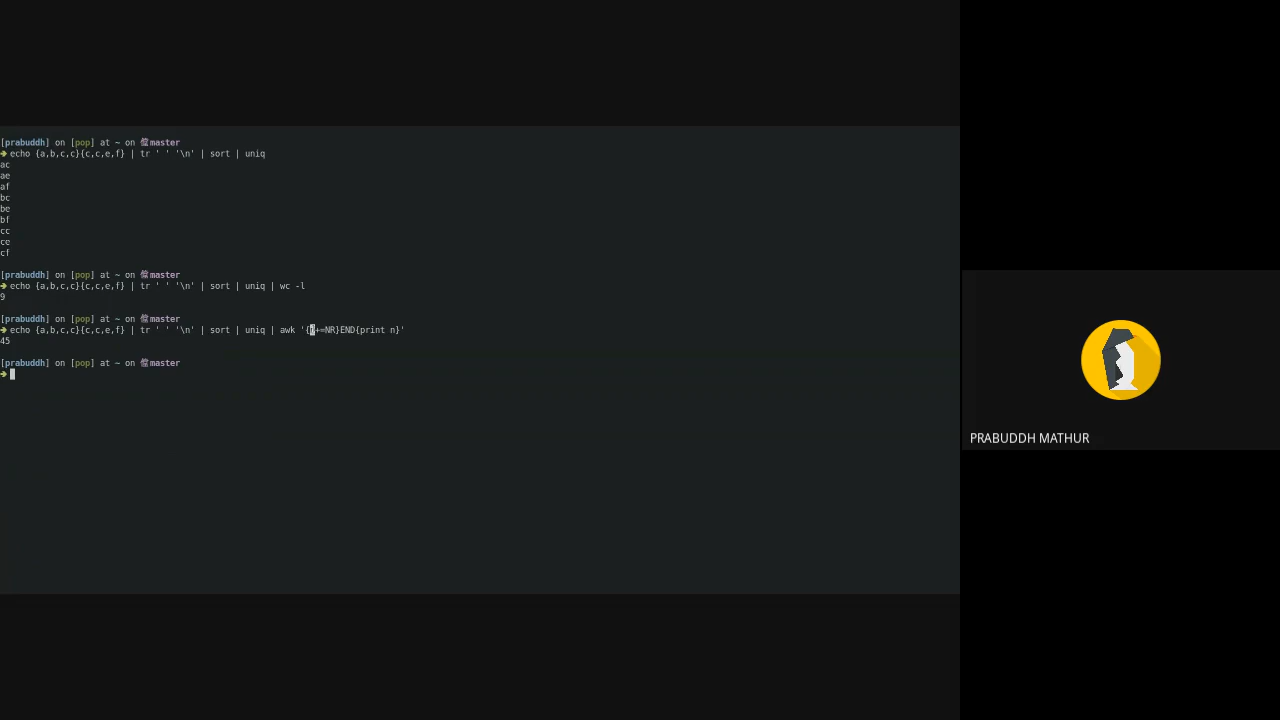 [prabuddh] on [pop] at ~ on master
➜ echo {a,b,c,c}{c,c,e,f} | tr ' ' '\n' | sort | uniq
ac
ae
af
bc
be
bf
cc
ce
cf
[prabuddh] on [pop] at ~ on master
➜ echo {a,b,c,c}{c,c,e,f} | tr ' ' '\n' | sort | uniq | wc -l
9
[prabuddh] on [pop] at ~ on master
➜ echo {a,b,c,c}{c,c,e,f} | tr ' ' '\n' | sort | uniq | awk '{n+=NR}END{print n}'
45
[prabuddh] on [pop] at ~ on master
➜
PRABUDDH MATHUR